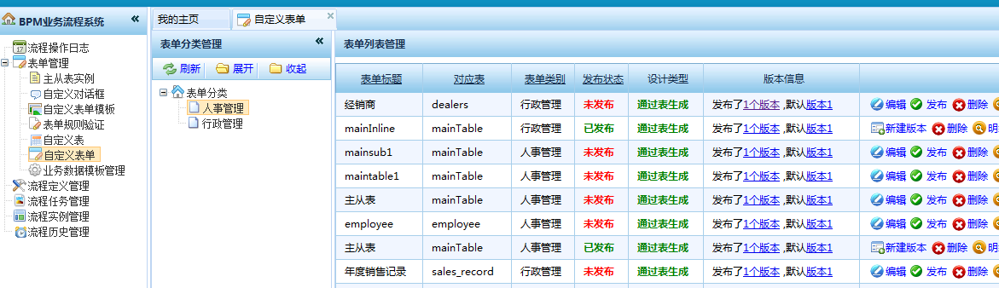 BPM业务流程系统 «
流程操作日志
表单管理
主从表实例
自定义对话框
自定义表单模板
表单规则验证
自定义表
自定义表单
业务数据模板管理
流程定义管理
流程任务管理
流程实例管理
流程历史管理
我的主页 自定义表单
表单分类管理 «
刷新 展开 收起
表单分类
人事管理
行政管理
表单列表管理
表单标题 对应表 表单类别 发布状态 设计类型 版本信息
经销商 dealers 行政管理 未发布 通过表生成 发布了1个版本 ,默认版本1 编辑 发布 删除
mainInline mainTable 行政管理 已发布 通过表生成 发布了1个版本 ,默认版本1 新建版本 删除 明
mainsub1 mainTable 人事管理 未发布 通过表生成 发布了1个版本 ,默认版本1 编辑 发布 删除
maintable1 mainTable 人事管理 未发布 通过表生成 发布了1个版本 ,默认版本1 编辑 发布 删除
主从表 mainTable 人事管理 未发布 通过表生成 发布了1个版本 ,默认版本1 编辑 发布 删除
employee employee 人事管理 未发布 通过表生成 发布了1个版本 ,默认版本1 编辑 发布 删除
主从表 mainTable 人事管理 已发布 通过表生成 发布了1个版本 ,默认版本1 新建版本 删除 明
年度销售记录 sales_record 行政管理 未发布 通过表生成 发布了1个版本 ,默认版本1 编辑 发布 删除